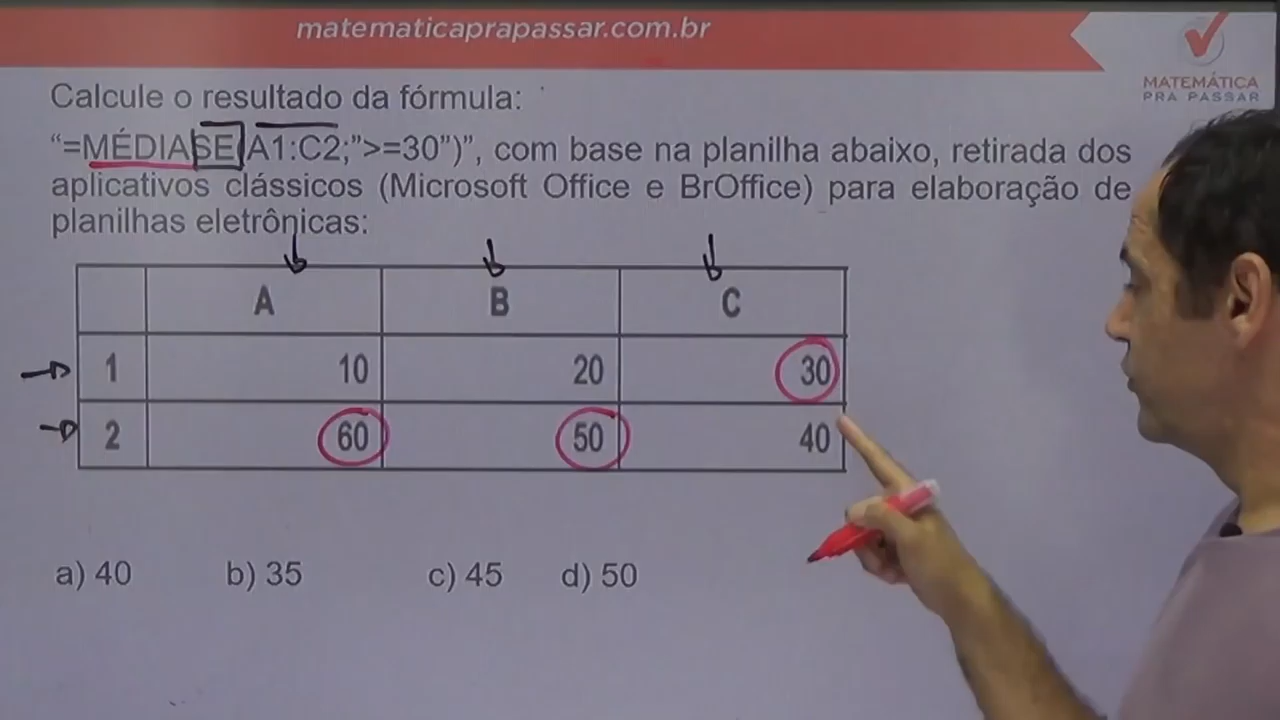 matematicaprapassar.com.br
MATEMÁTICA
PRA PASSAR
Calcule o resultado da fórmula:
“=MÉDIASE(A1:C2;”>=30”)”, com base na planilha abaixo, retirada dos
aplicativos clássicos (Microsoft Office e BrOffice) para elaboração de
planilhas eletrônicas:
A B C
1 10 20 30
2 60 50 40
a) 40 b) 35 c) 45 d) 50